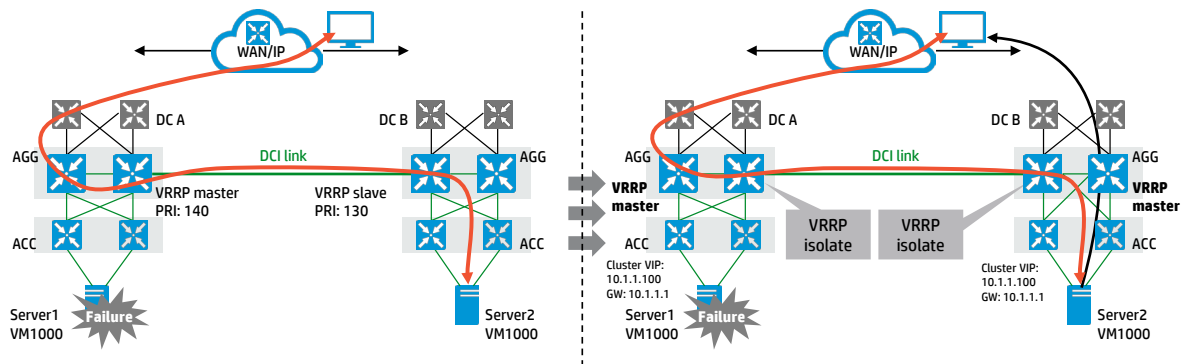 WAN/IP
DC A
DC B
AGG
AGG
DCI link
VRRP master
PRI: 140
VRRP slave
PRI: 130
ACC
ACC
Failure
Server1
VM1000
Server2
VM1000
WAN/IP
DC A
DC B
AGG
AGG
DCI link
VRRP
master
VRRP
master
VRRP
isolate
VRRP
isolate
ACC
ACC
Cluster VIP:
10.1.1.100
GW: 10.1.1.1
Cluster VIP:
10.1.1.100
GW: 10.1.1.1
Failure
Server1
VM1000
Server2
VM1000